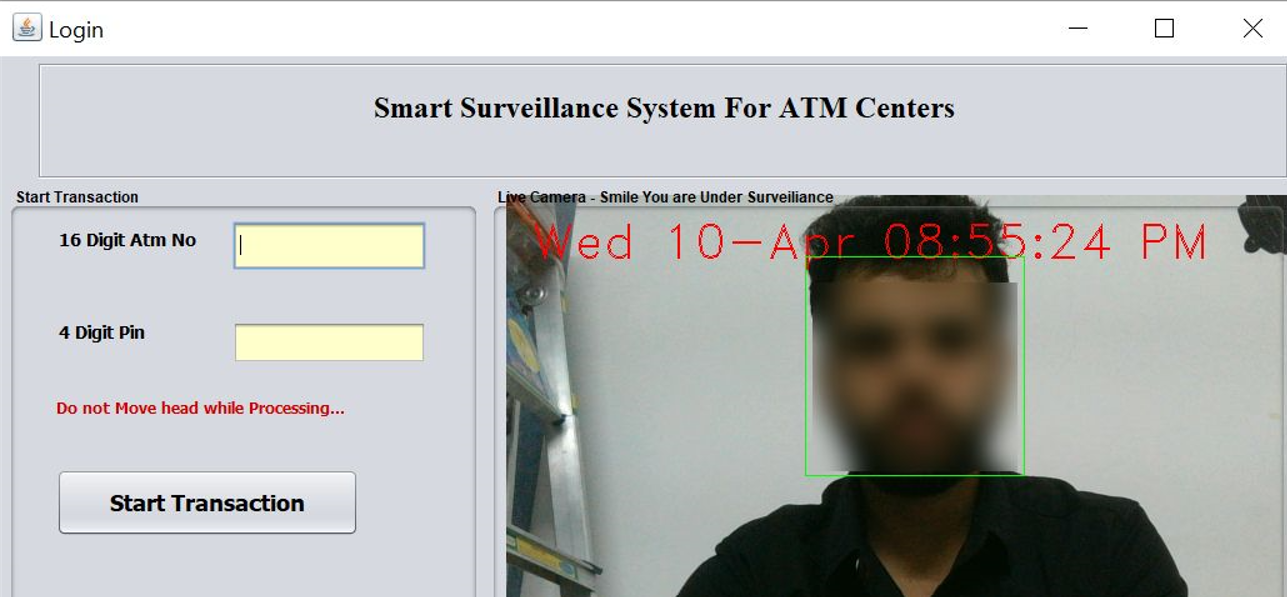 Login
Smart Surveillance System For ATM Centers
Start Transaction
16 Digit Atm No
4 Digit Pin
Do not Move head while Processing...
Start Transaction
Live Camera - Smile You are Under Surveiliance
Wed 10-Apr 08:55:24 PM